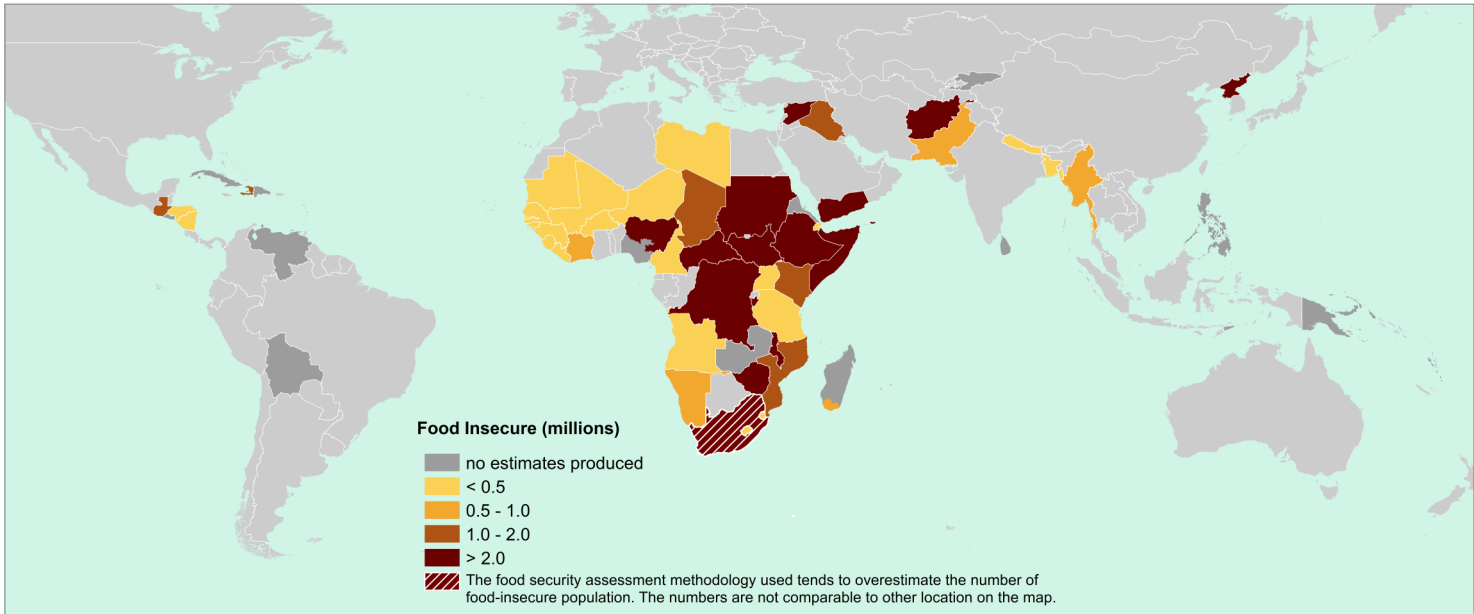 Food Insecure (millions)
no estimates produced
< 0.5
0.5 - 1.0
1.0 - 2.0
> 2.0
The food security assessment methodology used tends to overestimate the number of
food-insecure population. The numbers are not comparable to other location on the map.